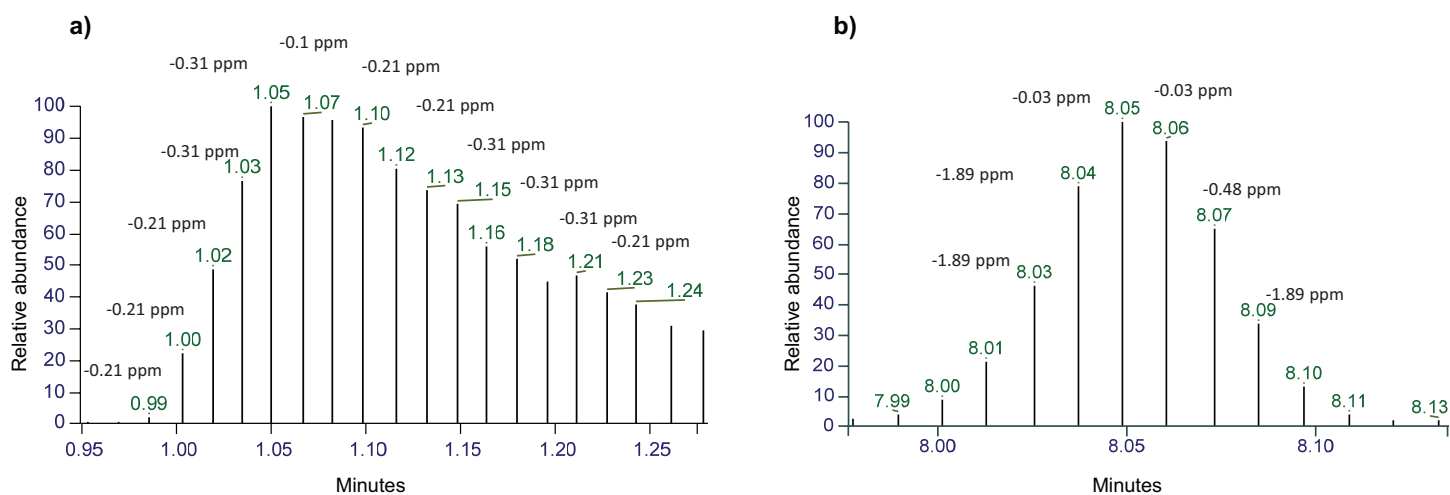 a)
-0.1 ppm
-0.31 ppm
-0.21 ppm
1.05
1.07
-0.21 ppm
100
1.10
90
-0.31 ppm
1.03
1.12
-0.31 ppm
80
1.13
-0.31 ppm
1.15
70
-0.21 ppm
-0.31 ppm
60
1.02
1.16
1.18
-0.21 ppm
50
1.21
40
-0.21 ppm
1.00
1.23
1.24
30
20
-0.21 ppm
0.99
10
0
0.95
1.00
1.05
1.10
1.15
1.20
1.25
Relative abundance
Minutes
b)
-0.03 ppm
-0.03 ppm
8.05
8.06
100
90
-1.89 ppm
8.04
80
-0.48 ppm
70
8.07
60
-1.89 ppm
8.03
50
-1.89 ppm
40
8.09
30
8.01
20
8.00
8.10
7.99
8.11
8.13
10
0
8.00
8.05
8.10
Relative abundance
Minutes